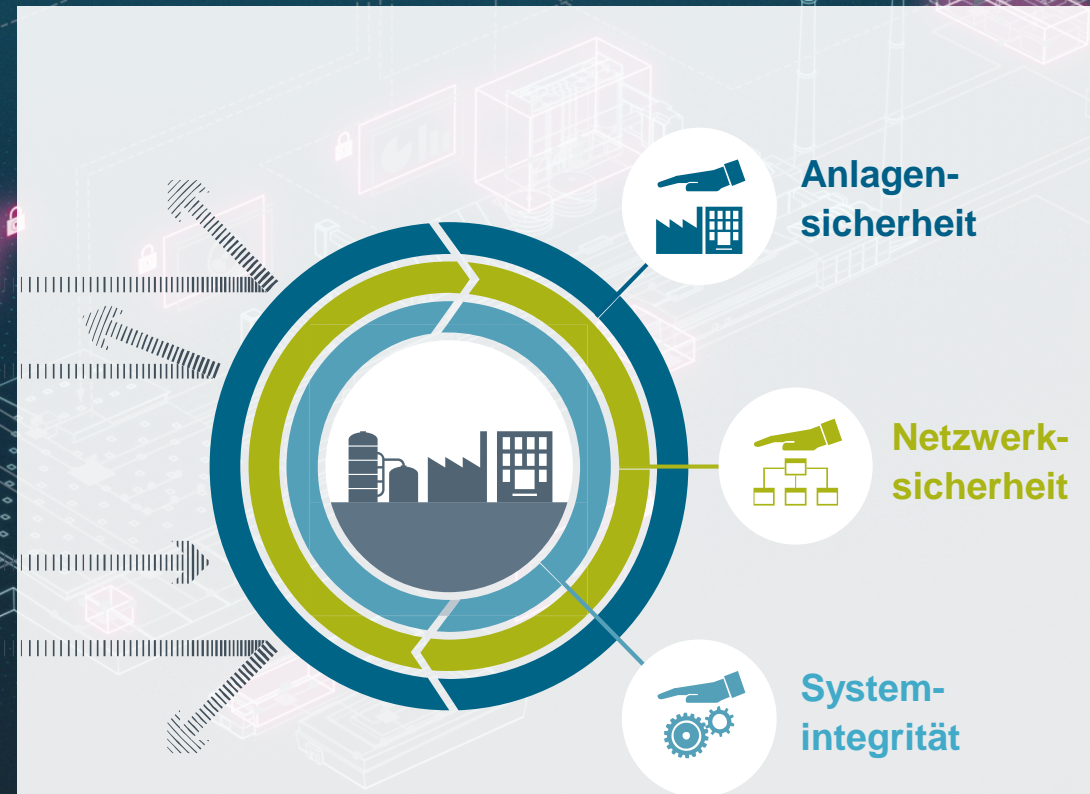 Anlagen-
sicherheit
Netzwerk-
sicherheit
System-
integrität